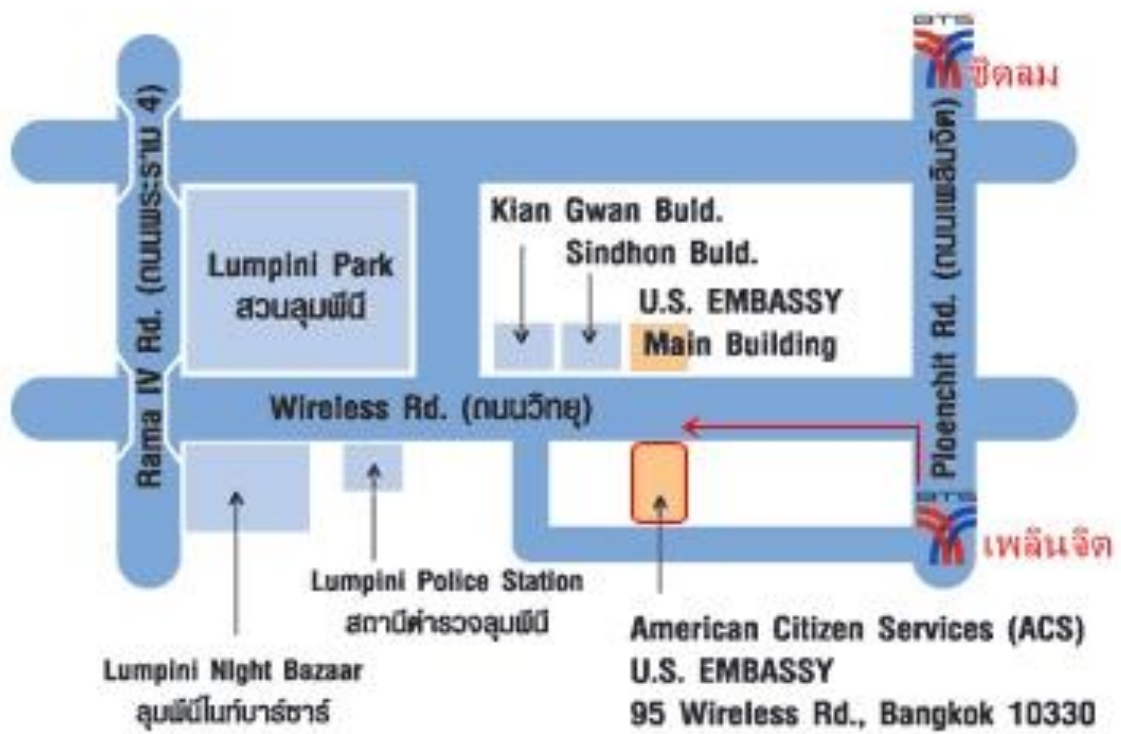 BTS
ชิดลม
Rama IV Rd. (ถนนพระราม 4)
Ploenchit Rd. (ถนนเพลินจิต)
Kian Gwan Buld.
Sindhon Buld.
Lumpini Park
สวนลุมพินี
U.S. EMBASSY
Main Building
Wireless Rd. (ถนนวิทยุ)
BTS
เพลินจิต
Lumpini Police Station
สถานีตำรวจลุมพินี
Lumpini Night Bazaar
ลุมพินีไนท์บาร์ซาร์
American Citizen Services (ACS)
U.S. EMBASSY
95 Wireless Rd., Bangkok 10330